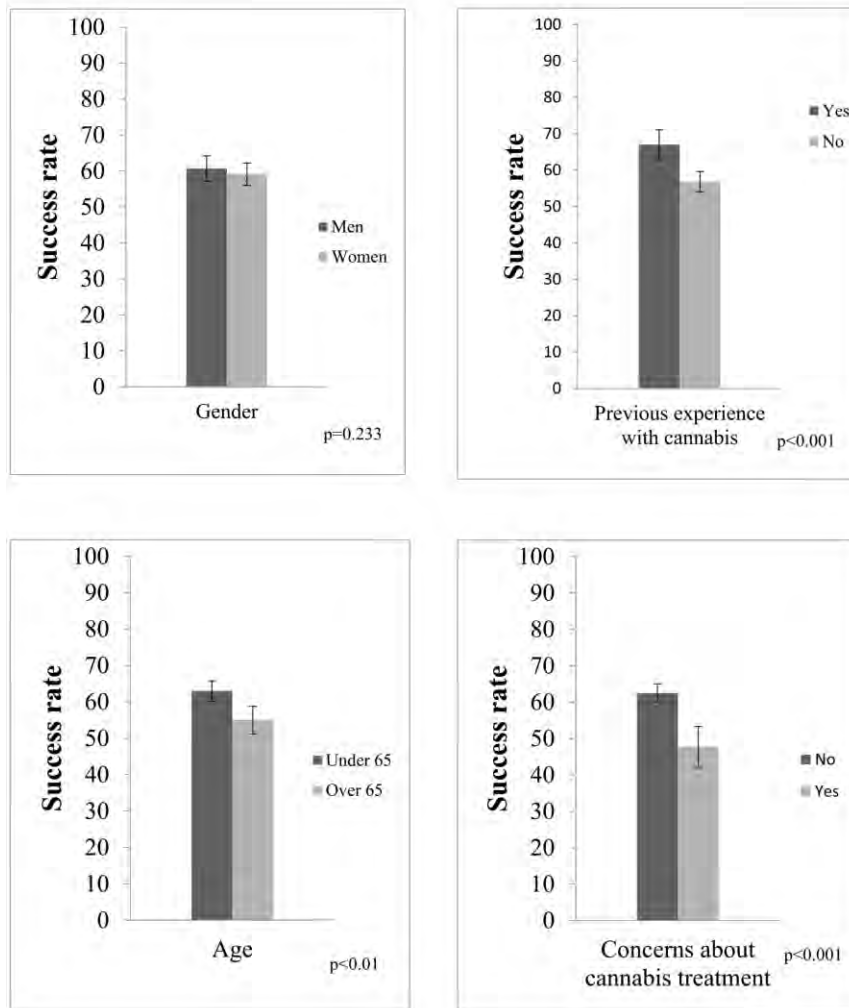 100
90
80
70
60
50
40
30
20
10
0
Success rate
Men
Women
Gender
p=0.233
100
90
80
70
60
50
40
30
20
10
0
Success rate
Yes
No
Previous experience
with cannabis
p<0.001
100
90
80
70
60
50
40
30
20
10
0
Success rate
Under 65
Over 65
Age
p<0.01
100
90
80
70
60
50
40
30
20
10
0
Success rate
No
Yes
Concerns about
cannabis treatment
p<0.001